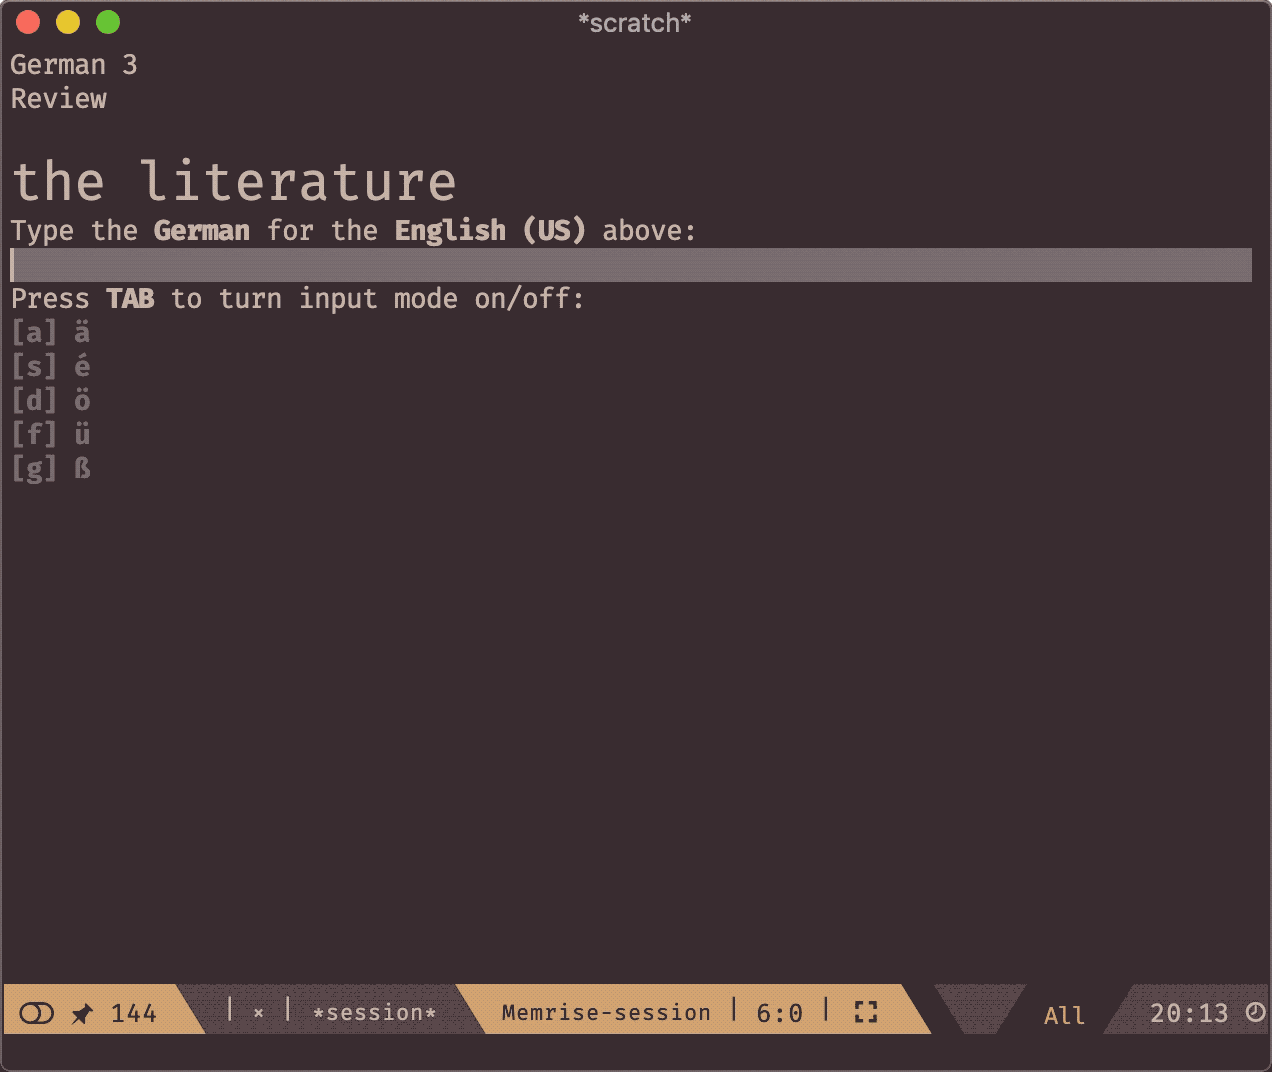 *scratch*
German 3
Review
the literature
Type the German for the English (US) above:
Press TAB to turn input mode on/off:
[a] ä
[s] é
[d] ö
[f] ü
[g] ß
144 | × | *session* Memrise-session | 6:0 | All 20:13